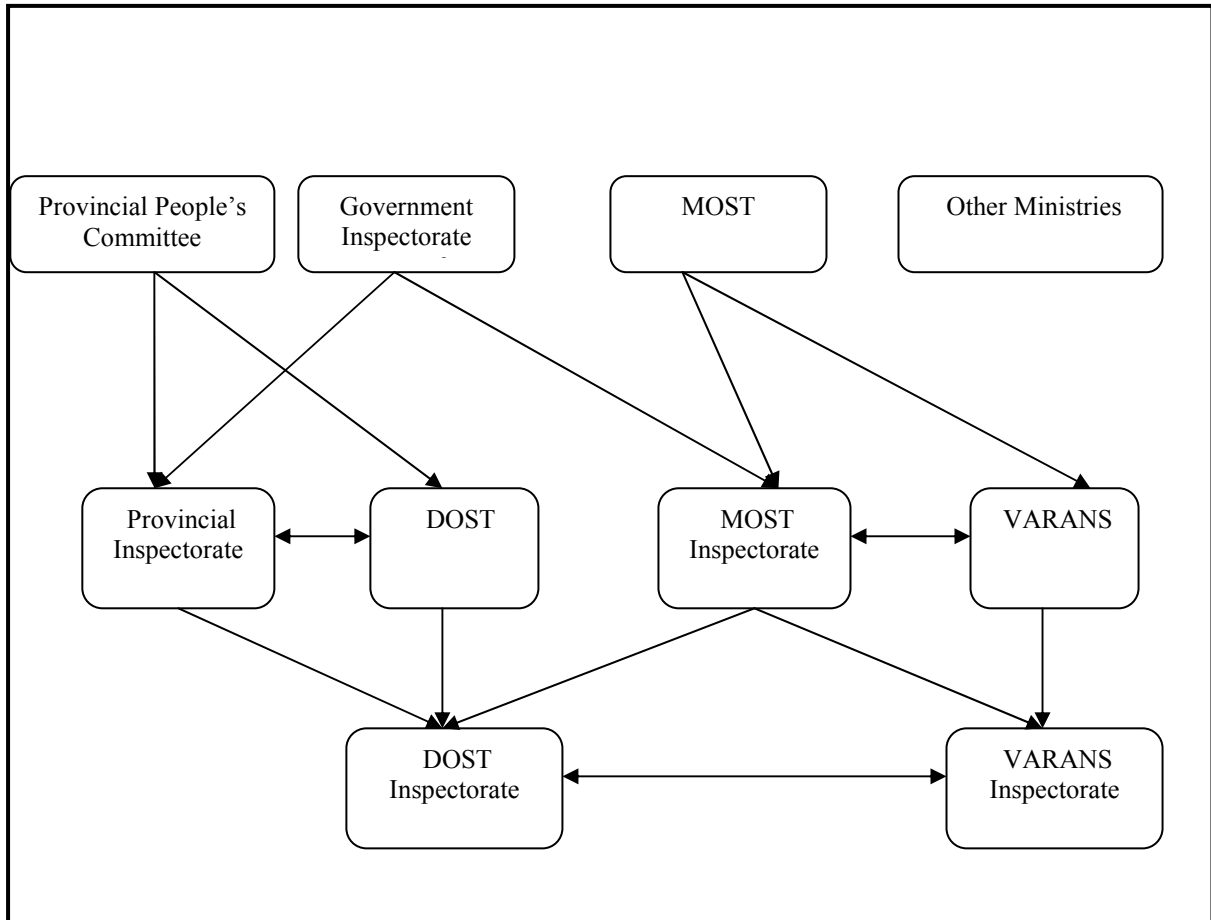 Provincial People's
Committee
Government
Inspectorate
MOST
Other Ministries
Provincial
Inspectorate
DOST
MOST
Inspectorate
VARANS
DOST
Inspectorate
VARANS
Inspectorate